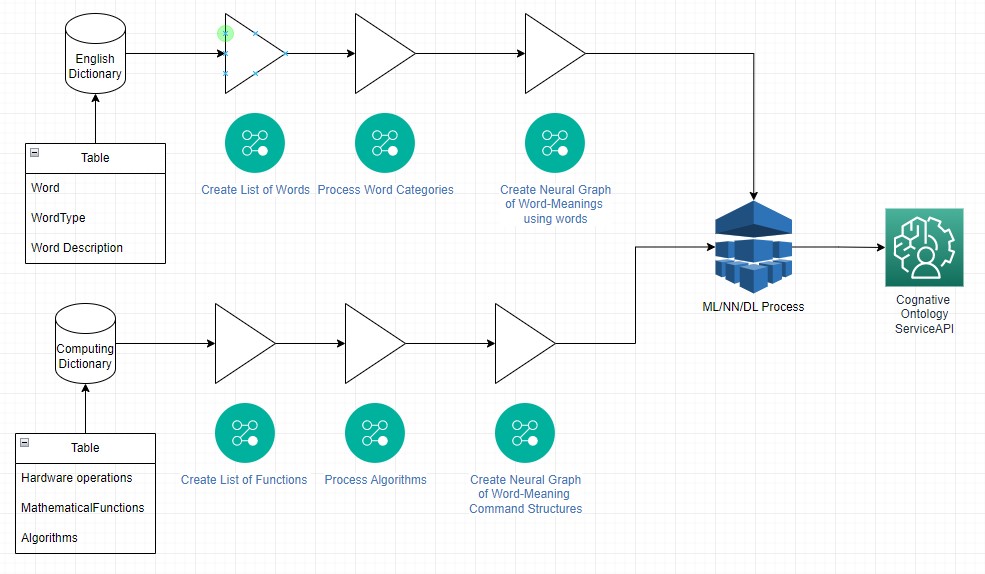 English
Dictionary
Table
Word
WordType
Word Description
Create List of Words
Process Word Categories
Create Neural Graph
of Word-Meanings
using words
ML/NN/DL Process
Cognative
Ontology
ServiceAPI
Computing
Dictionary
Table
Hardware operations
MathematicalFunctions
Algorithms
Create List of Functions
Process Algorithms
Create Neural Graph
of Word-Meaning
Command Structures